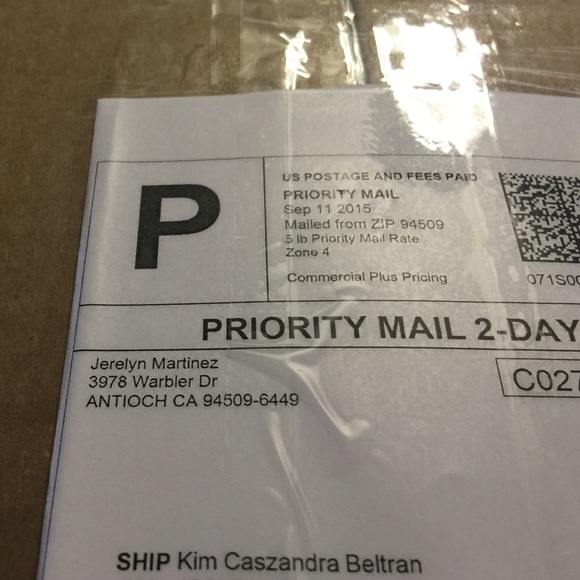 P
US POSTAGE AND FEES PAID
PRIORITY MAIL
Sep 11 2015
Mailed from ZIP 94509
5 lb Priority Mail Rate
Zone 4
Commercial Plus Pricing
071S00
PRIORITY MAIL 2-DAY
Jerelyn Martinez
3978 Warbler Dr
ANTIOCH CA 94509-6449
C027
SHIP Kim Caszandra Beltran